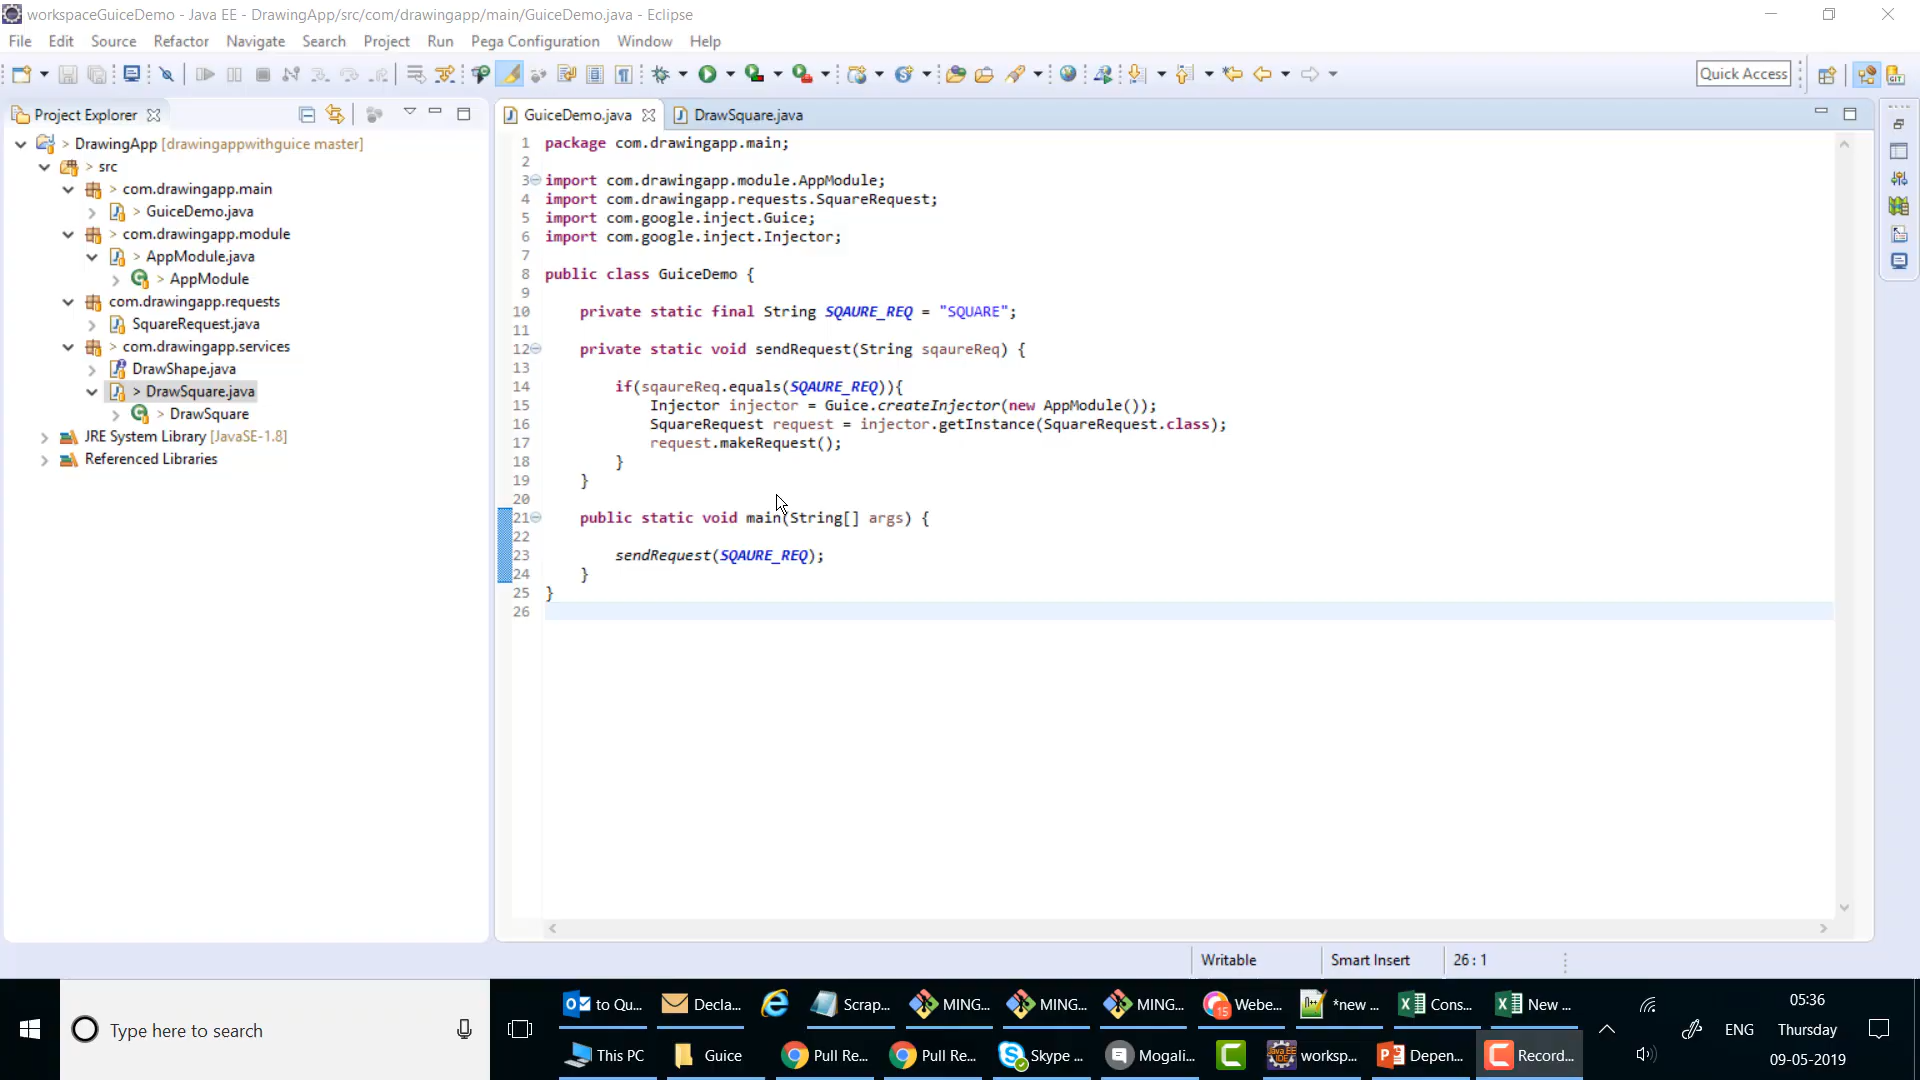 workspaceGuiceDemo - Java EE - DrawingApp/src/com/drawingapp/main/GuiceDemo.java - Eclipse
File Edit Source Refactor Navigate Search Project Run Pega Configuration Window Help
Quick Access
Project Explorer
GuiceDemo.java
DrawSquare.java
> DrawingApp [drawingappwithguice master]
> src
> com.drawingapp.main
> GuiceDemo.java
> com.drawingapp.module
> AppModule.java
> AppModule
com.drawingapp.requests
SquareRequest.java
> com.drawingapp.services
DrawShape.java
> DrawSquare.java
> DrawSquare
JRE System Library [JavaSE-1.8]
Referenced Libraries
1 package com.drawingapp.main;
2
3 import com.drawingapp.module.AppModule;
4 import com.drawingapp.requests.SquareRequest;
5 import com.google.inject.Guice;
6 import com.google.inject.Injector;
7
8 public class GuiceDemo {
9
10 private static final String SQAURE_REQ = "SQUARE";
11
12 private static void sendRequest(String sqaureReq) {
13
14 if(sqaureReq.equals(SQAURE_REQ)){
15 Injector injector = Guice.createInjector(new AppModule());
16 SquareRequest request = injector.getInstance(SquareRequest.class);
17 request.makeRequest();
18 }
19 }
20
21 public static void main(String[] args) {
22
23 sendRequest(SQAURE_REQ);
24 }
25 }
26
Writable Smart Insert 26 : 1
Type here to search
to Qu... Decla... Scrap... MING... MING... MING... Webe... *new ... Cons... New ...
This PC Guice Pull Re... Pull Re... Skype ... Mogali... worksp... Depen... Record...
15
ENG
05:36
Thursday
09-05-2019